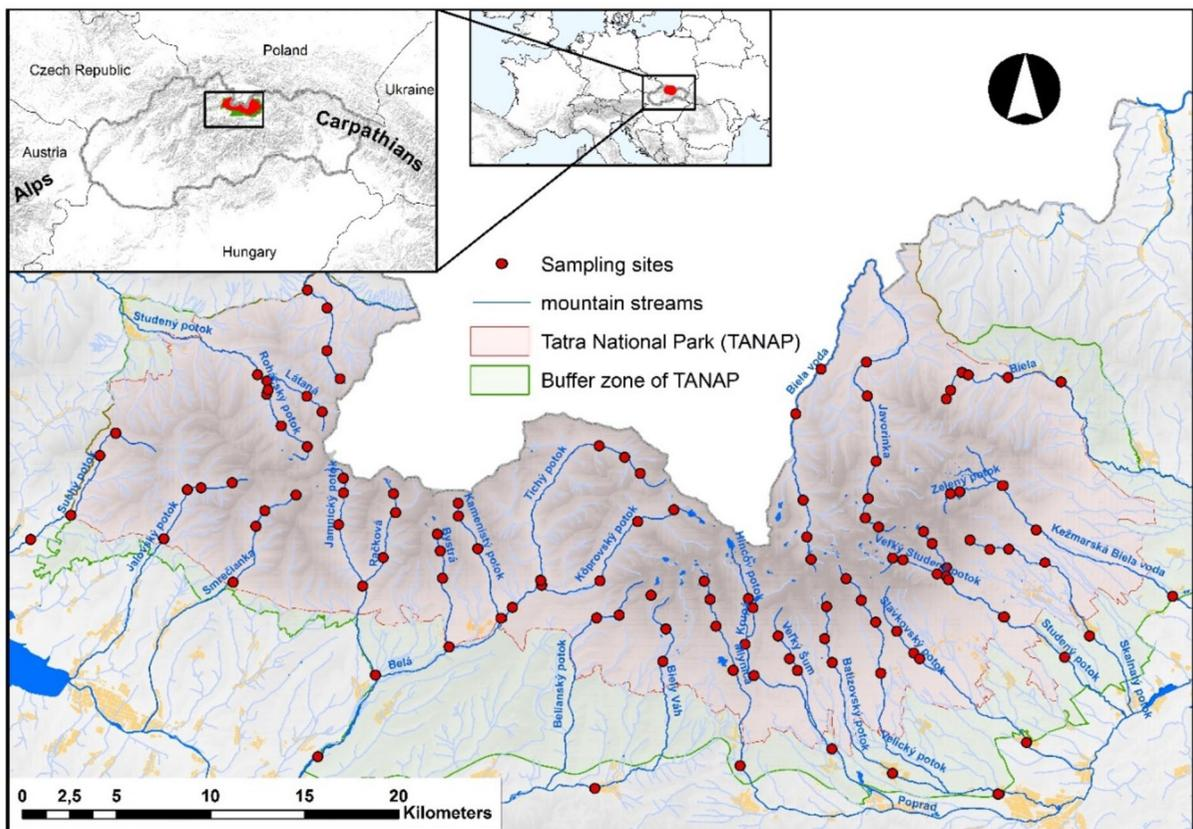 Poland
Czech Republic
Ukraine
Carpathians
Austria
Alps
Hungary
Sampling sites
mountain streams
Tatra National Park (TANAP)
Buffer zone of TANAP
Studený potok
Roháčsky potok
Látaná
Biela voda
Biela
Javorinka
Suchý potok
Jalovský potok
Smrečianka
Jamnický potok
Račková
Bystrá
Kamenistý potok
Tichý potok
Kôprovský potok
Hlincov potok
Krupá
Zelený potok
Kežmarská Biela voda
Veľký Studený potok
Slavkovský potok
Studený potok
Skalnatý potok
Belá
Belianský potok
Biely Váh
Veľký Šum
Batizovský potok
Velický potok
Poprad
0 2,5 5 10 15 20
Kilometers